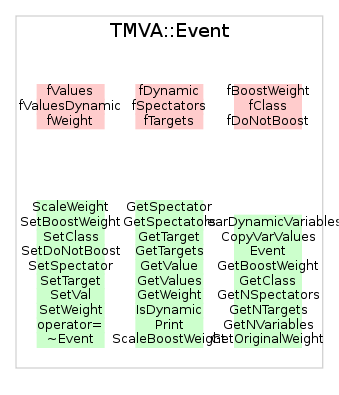 TMVA::Event
fValues
fValuesDynamic
fWeight
fDynamic
fSpectators
fTargets
fBoostWeight
fClass
fDoNotBoost
ScaleWeight
SetBoostWeight
SetClass
SetDoNotBoost
SetSpectator
SetTarget
SetVal
SetWeight
operator=
~Event
GetSpectator
GetSpectators
GetTarget
GetTargets
GetValue
GetValues
GetWeight
IsDynamic
Print
ScaleBoostWeight
CopyVarValues
Event
GetBoostWeight
GetClass
GetNSpectators
GetNTargets
GetNVariables
GetOriginalWeight